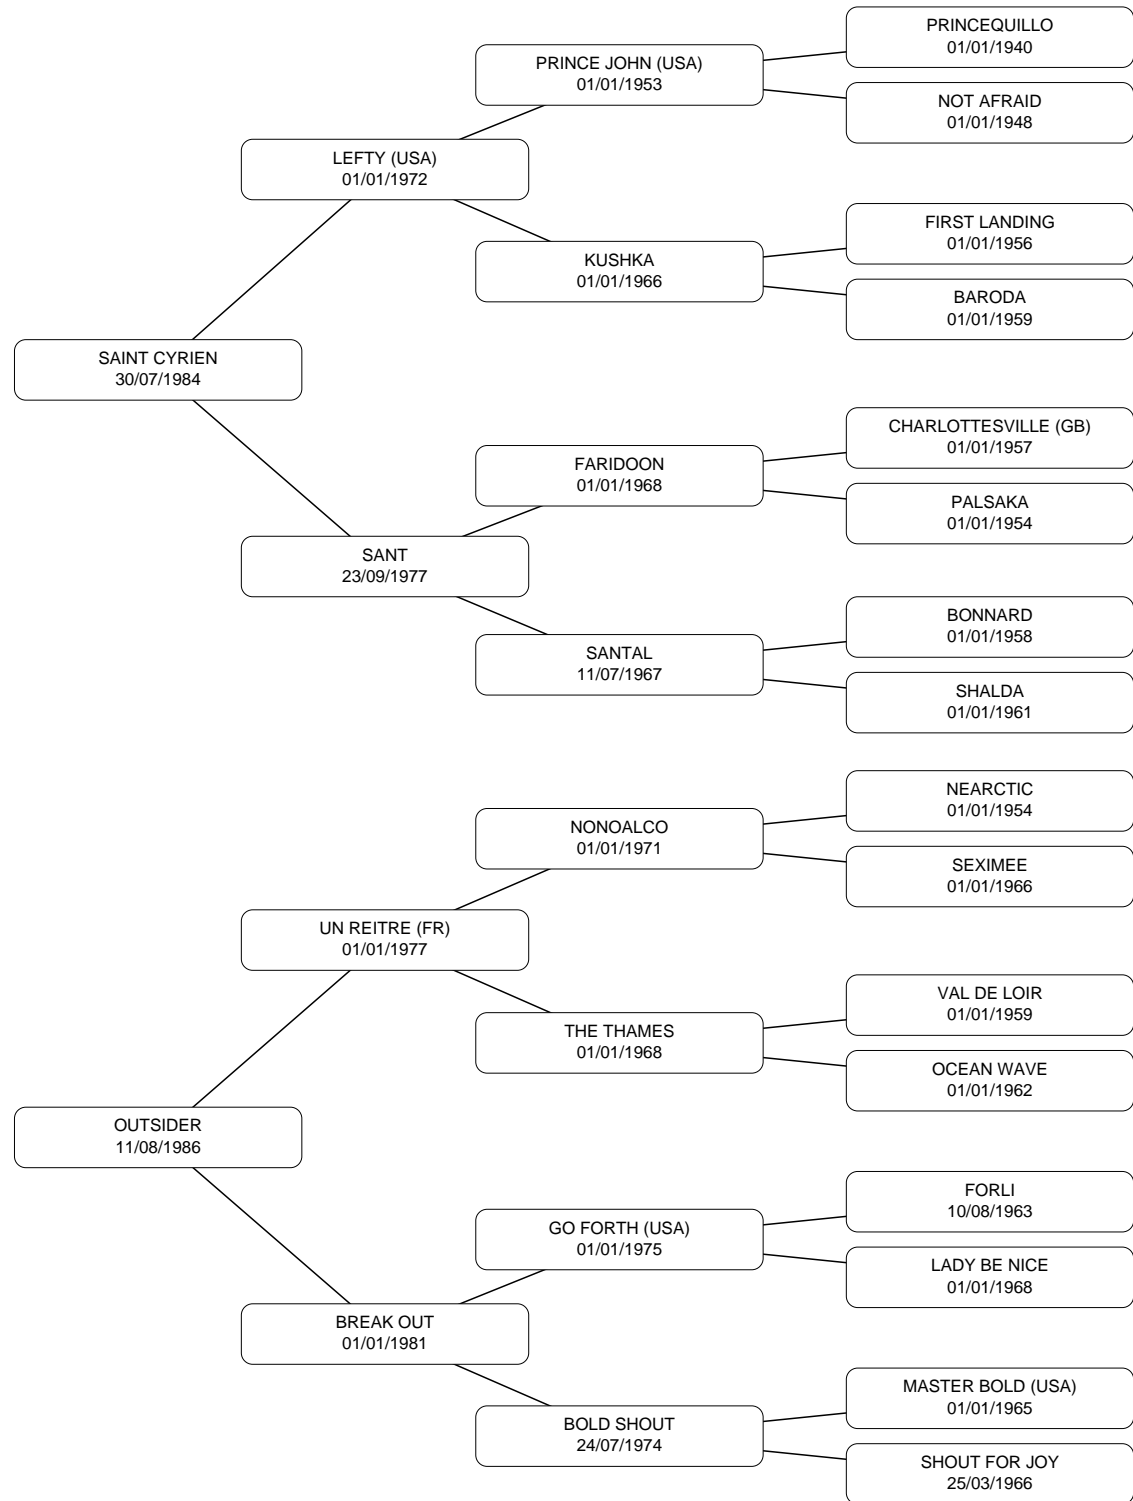 PRINCEQUILLO
01/01/1940
PRINCE JOHN (USA)
01/01/1953
NOT AFRAID
01/01/1948
LEFTY (USA)
01/01/1972
FIRST LANDING
01/01/1956
KUSHKA
01/01/1966
BARODA
01/01/1959
SAINT CYRIEN
30/07/1984
CHARLOTTESVILLE (GB)
01/01/1957
FARIDOON
01/01/1968
PALSAKA
01/01/1954
SANT
23/09/1977
BONNARD
01/01/1958
SANTAL
11/07/1967
SHALDA
01/01/1961
NEARCTIC
01/01/1954
NONOALCO
01/01/1971
SEXIMEE
01/01/1966
UN REITRE (FR)
01/01/1977
VAL DE LOIR
01/01/1959
THE THAMES
01/01/1968
OCEAN WAVE
01/01/1962
OUTSIDER
11/08/1986
FORLI
10/08/1963
GO FORTH (USA)
01/01/1975
LADY BE NICE
01/01/1968
BREAK OUT
01/01/1981
MASTER BOLD (USA)
01/01/1965
BOLD SHOUT
24/07/1974
SHOUT FOR JOY
25/03/1966